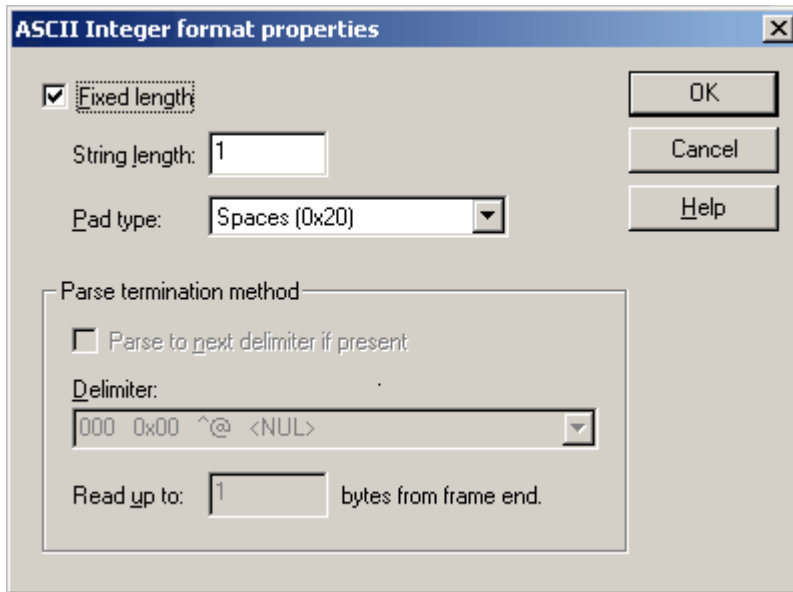 ASCII Integer format properties
Fixed length
OK
String length: 1
Cancel
Pad type: Spaces (0x20)
Help
Parse termination method
Parse to next delimiter if present
Delimiter:
000 0x00 ^@ <NUL>
Read up to: 1 bytes from frame end.